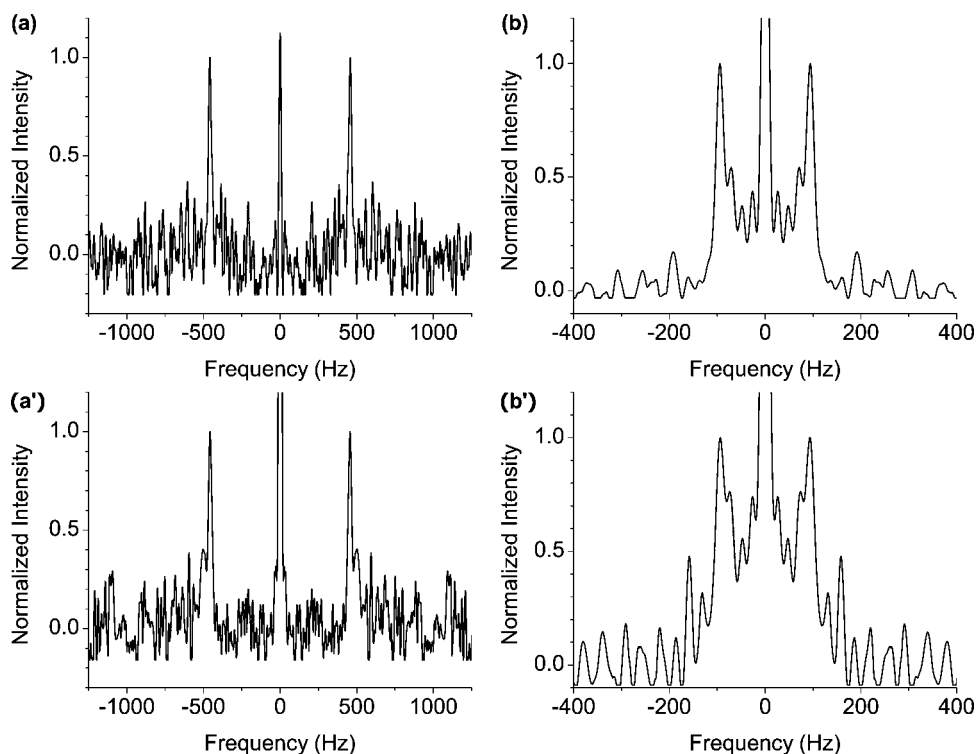 (a)
Normalized Intensity
1.0
0.5
0.0
-1000 -500 0 500 1000
Frequency (Hz)
(b)
Normalized Intensity
1.0
0.5
0.0
-400 -200 0 200 400
Frequency (Hz)
(a')
Normalized Intensity
1.0
0.5
0.0
-1000 -500 0 500 1000
Frequency (Hz)
(b')
Normalized Intensity
1.0
0.5
0.0
-400 -200 0 200 400
Frequency (Hz)